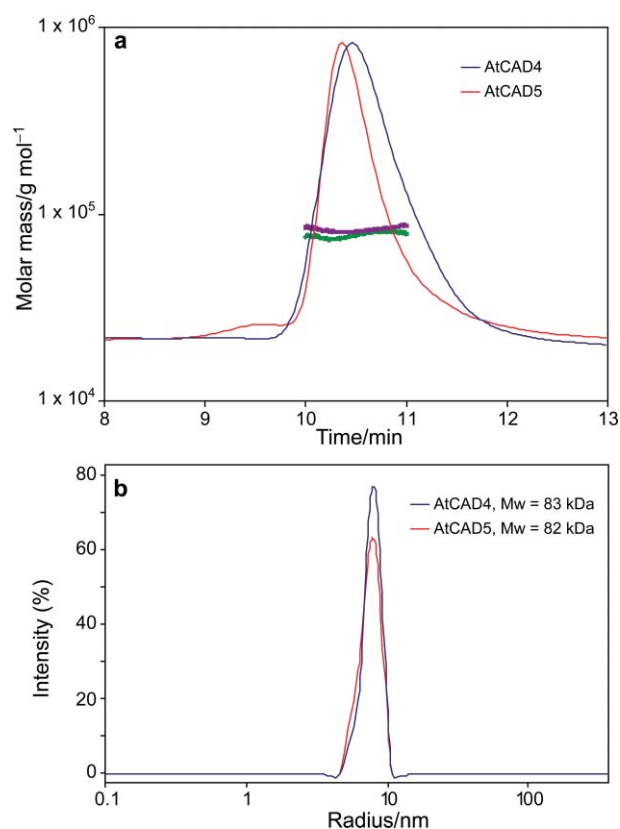 a
1 x 10⁶
1 x 10⁵
1 x 10⁴
Molar mass/g mol⁻¹
AtCAD4
AtCAD5
8 9 10 11 12 13
Time/min
b
80
60
40
20
0
Intensity (%)
AtCAD4, Mw = 83 kDa
AtCAD5, Mw = 82 kDa
0.1 1 10 100
Radius/nm